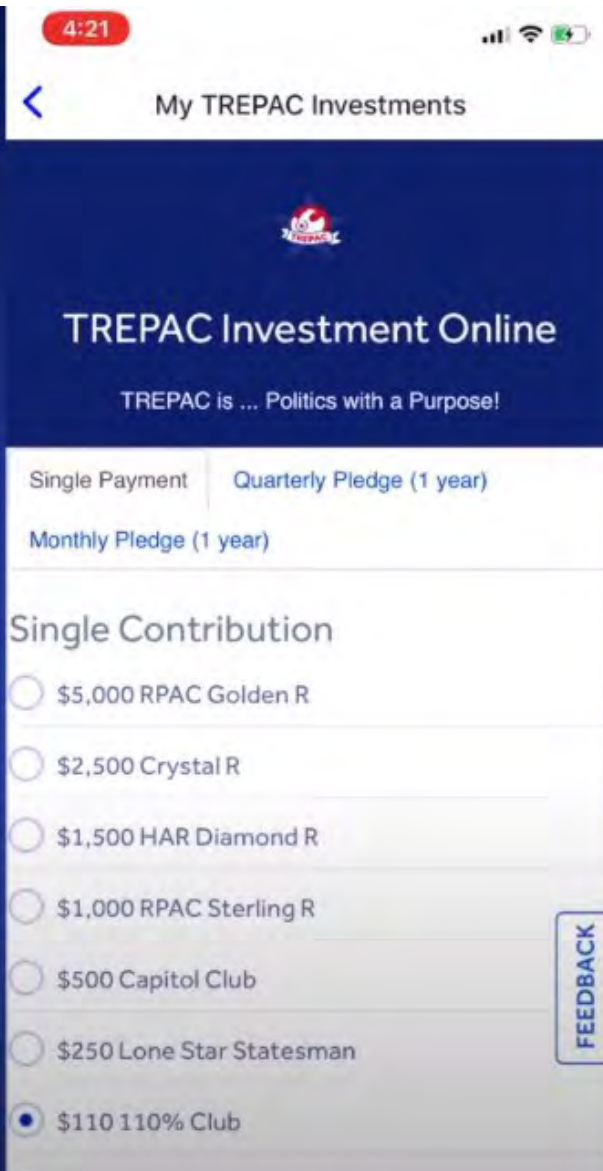 4:21
My TREPAC Investments
TREPAC
TREPAC Investment Online
TREPAC is ... Politics with a Purpose!
Single Payment
Quarterly Pledge (1 year)
Monthly Pledge (1 year)
Single Contribution
$5,000 RPAC Golden R
$2,500 Crystal R
$1,500 HAR Diamond R
$1,000 RPAC Sterling R
$500 Capitol Club
$250 Lone Star Statesman
$110 110% Club
FEEDBACK